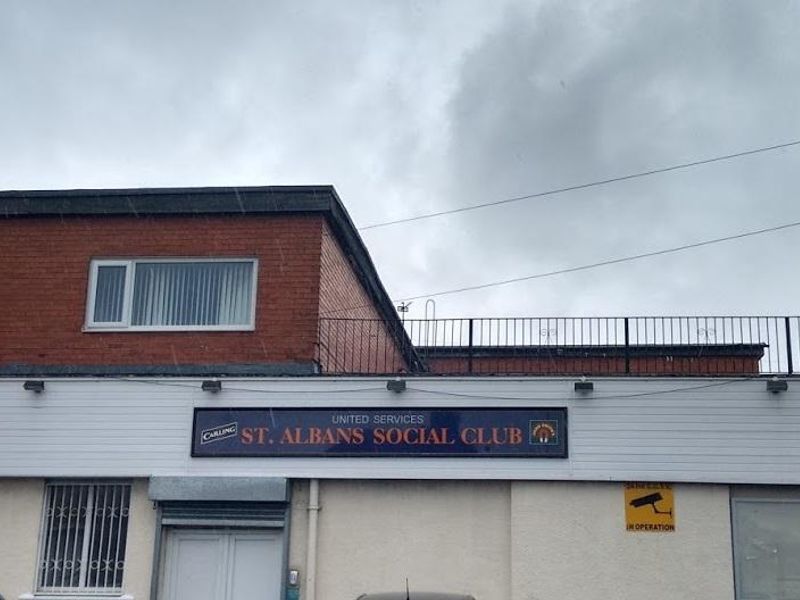 UNITED SERVICES
CARLING
ST. ALBANS SOCIAL CLUB
IN OPERATION